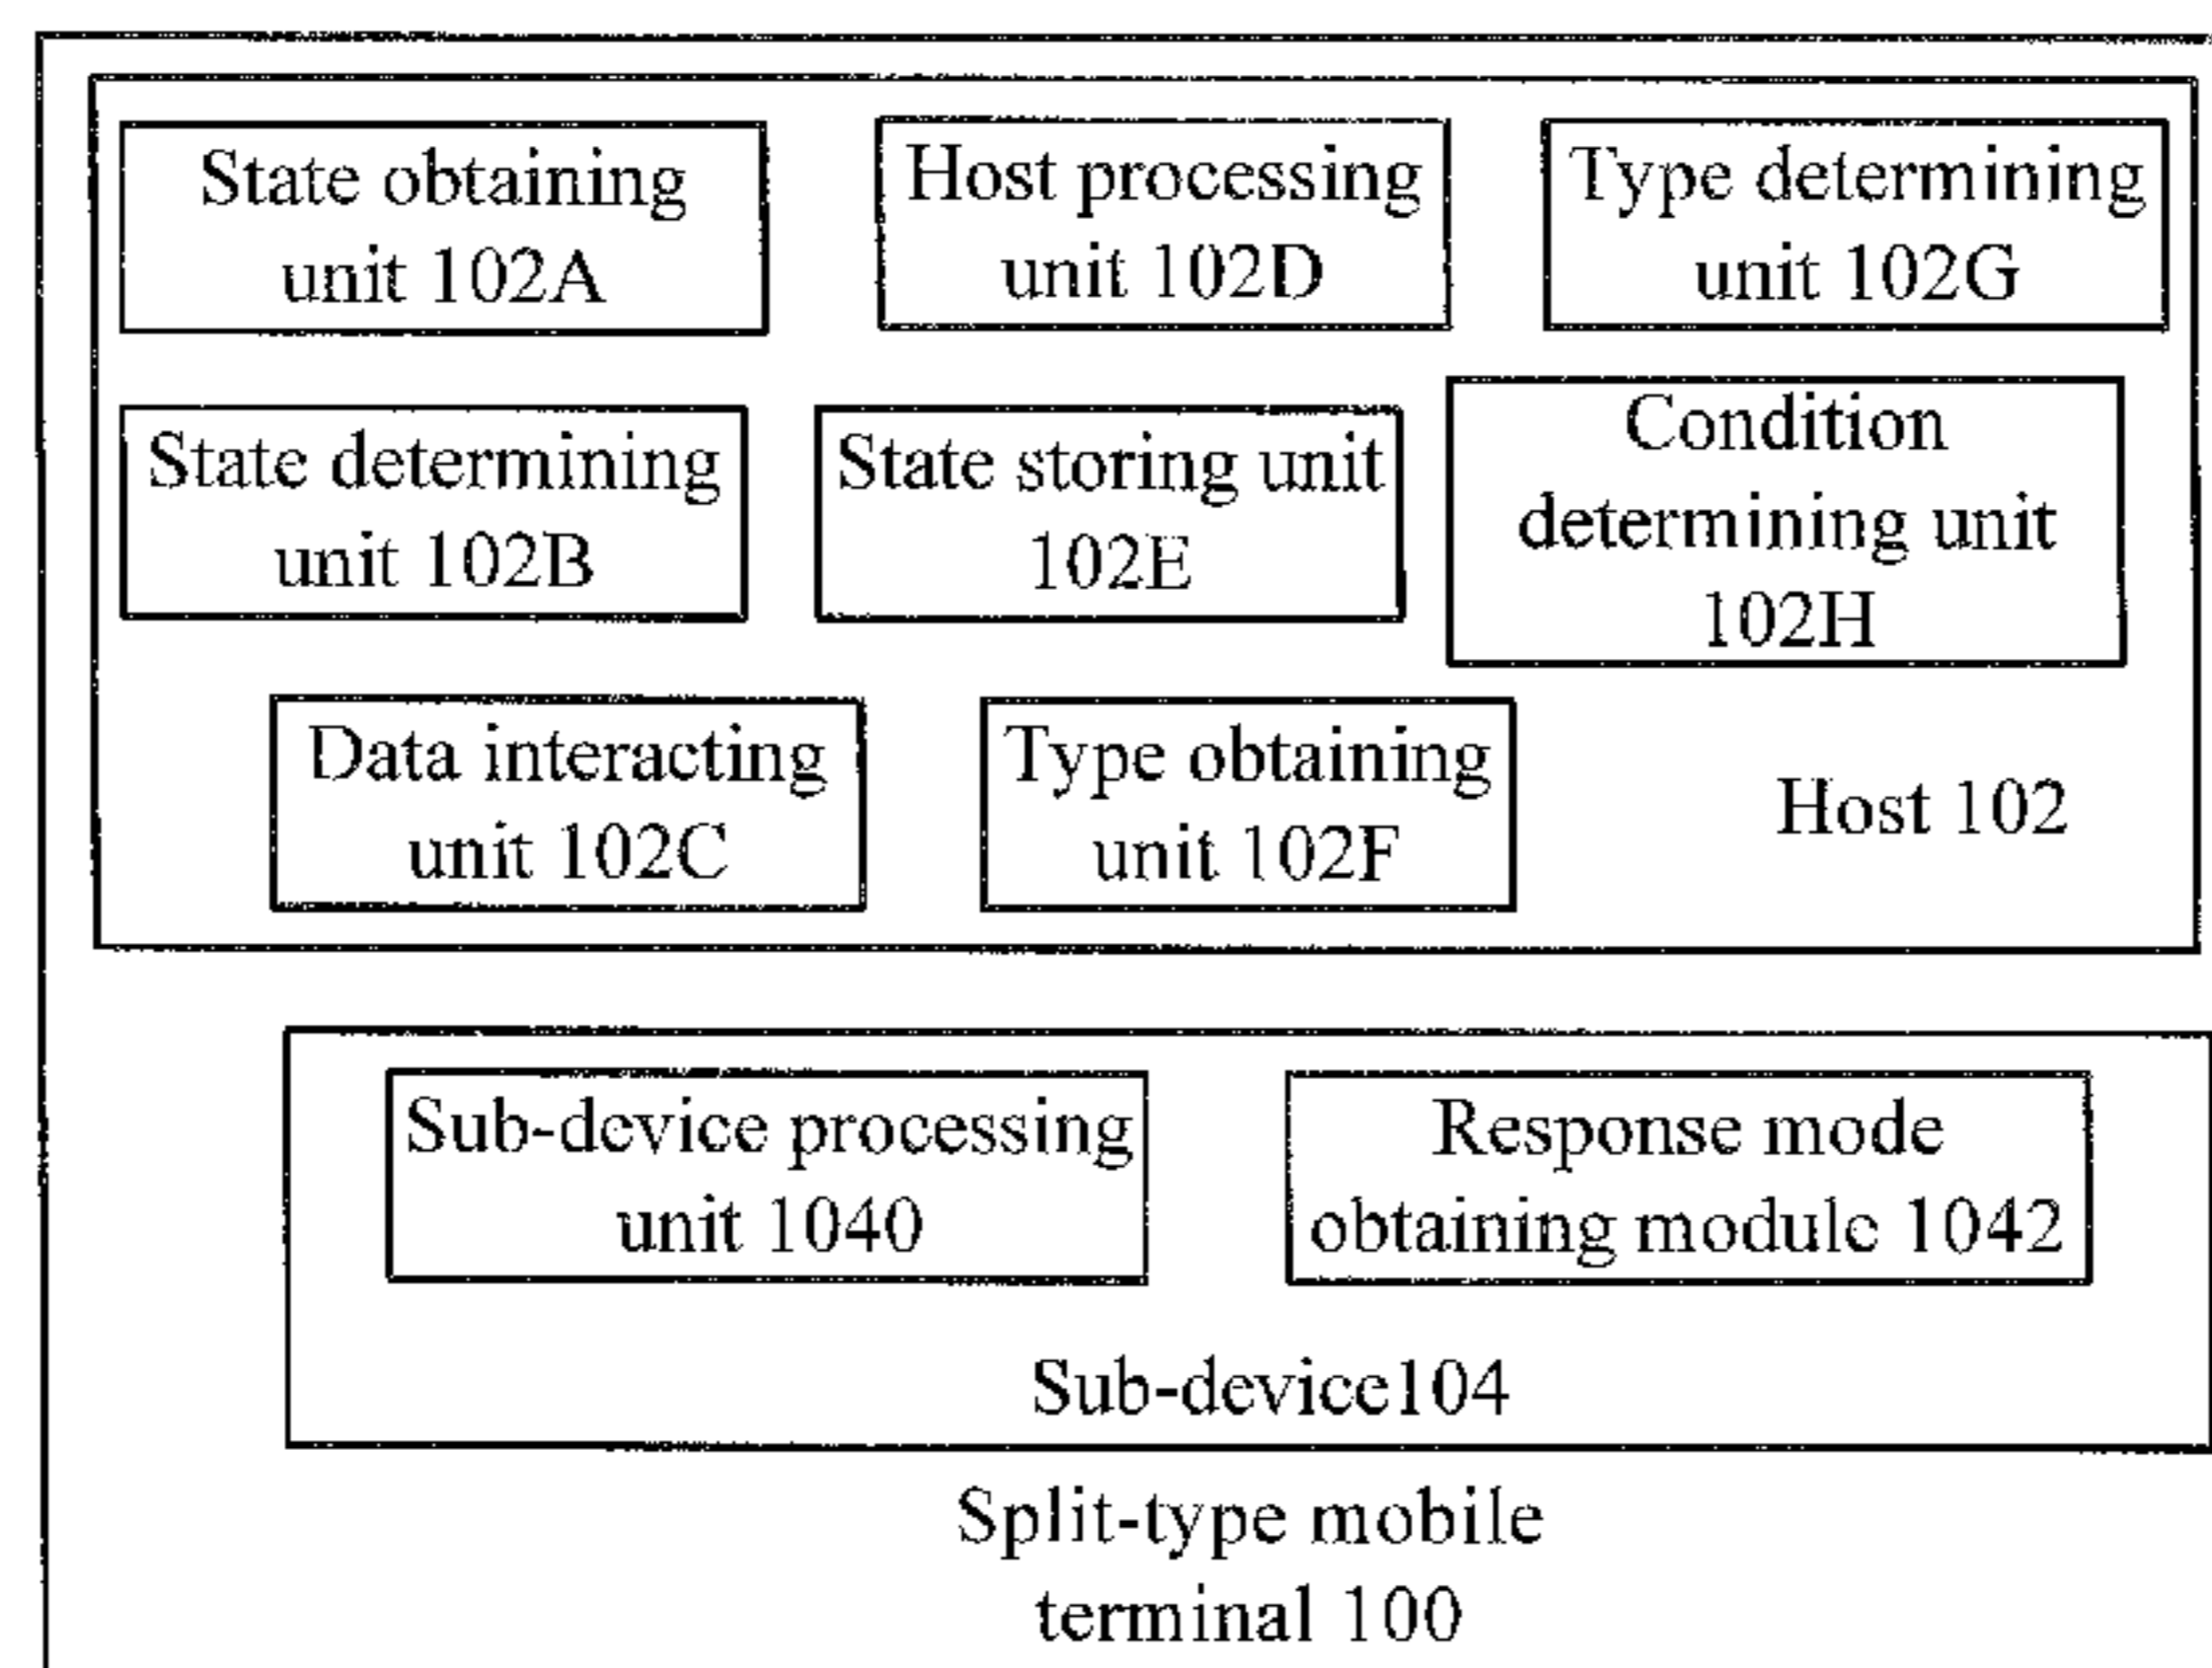 State obtaining
unit 102A
Host processing
unit 102D
Type determining
unit 102G
State determining
unit 102B
State storing unit
102E
Condition
determining unit
102H
Data interacting
unit 102C
Type obtaining
unit 102F
Host 102
Sub-device processing
unit 1040
Response mode
obtaining module 1042
Sub-device104
Split-type mobile
terminal 100